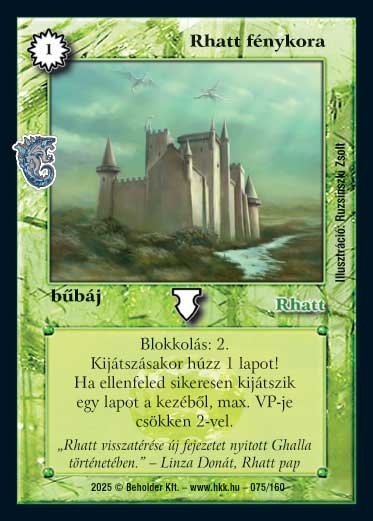 Rhatt fénykora
1
Illusztráció: Ruzsinszki Zsolt
bűbáj
Rhatt
Blokkolás: 2.
Kijátszásakor húzz 1 lapot!
Ha ellenfeled sikeresen kijátszik
egy lapot a kezéből, max. VP-je
csökken 2-vel.
„Rhatt visszatérése új fejezetet nyitott Ghalla
történetében.” – Linza Donát, Rhatt pap
2025 © Beholder Kft. – www.hkk.hu – 075/160